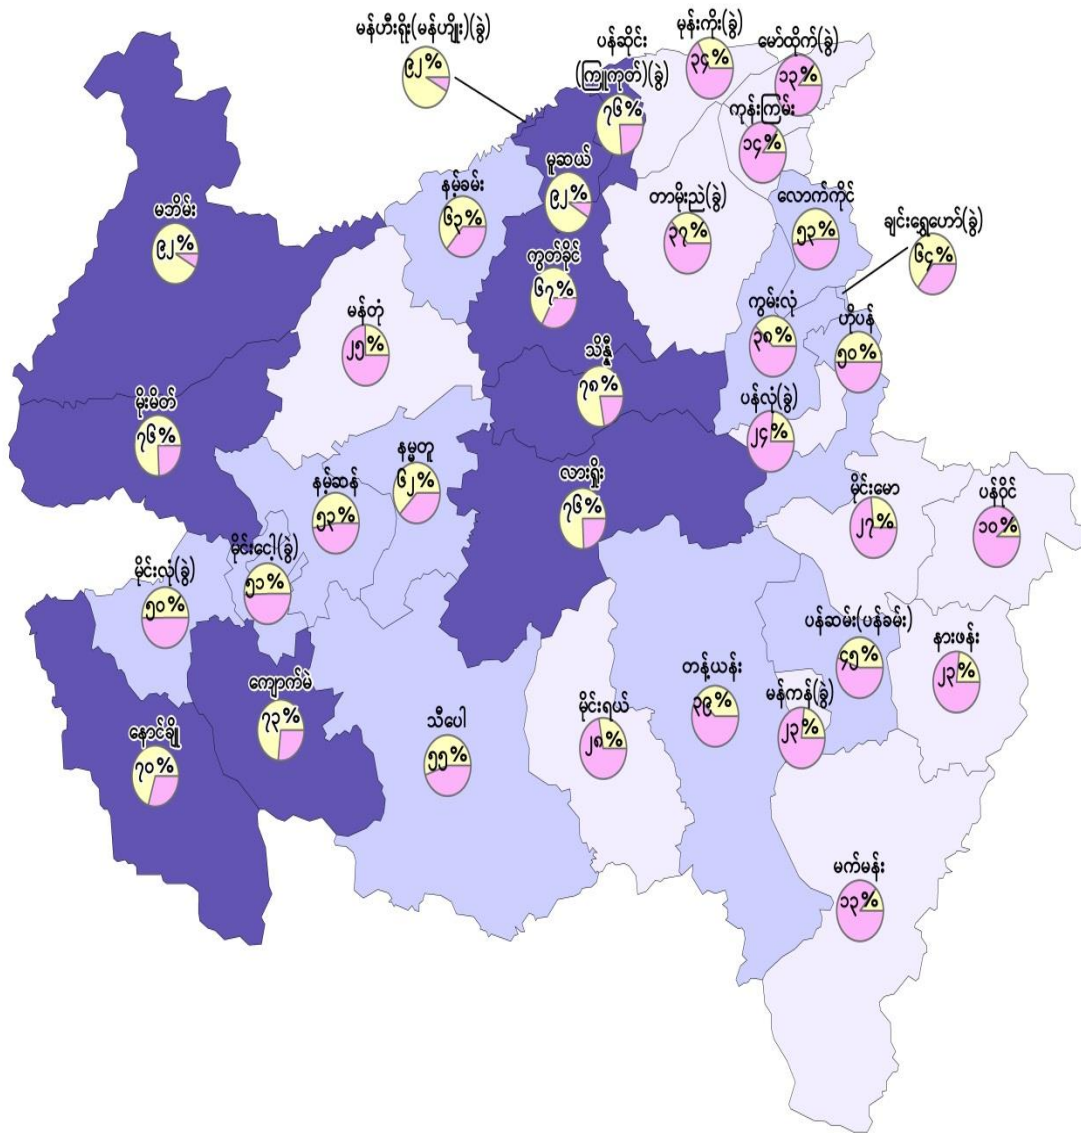 မန်ဟီးရိုး(မန်ဟျိုး)(ခွဲ)
၉၂%
ပန်ဆိုင်း
(ကြူကုတ်)(ခွဲ)
၇၆%
မုန်းကိုး(ခွဲ)
၃၄%
မော်ထိုက်(ခွဲ)
၁၃%
ကုန်းကြမ်း
၁၄%
မူဆယ်
၉၂%
နမ့်ခမ်း
၆၃%
တာမိုးညဲ(ခွဲ)
၃၇%
လောက်ကိုင်
၅၃%
ချင်းရွှေဟော်(ခွဲ)
၆၄%
မဘိမ်း
၉၂%
ကွတ်ခိုင်
၆၇%
ကွမ်းလုံ
၃၈%
ဟိုပန်
၅၀%
မန်တုံ
၂၅%
သိန္နီ
၇၈%
ပန်လုံ(ခွဲ)
၂၄%
မိုးမိတ်
၇၆%
နမ္မတူ
၆၂%
နမ့်ဆန်
၅၃%
လားရှိုး
၇၆%
မိုင်းမော
၂၇%
ပန်ဝိုင်
၁၀%
မိုင်းငေါ့(ခွဲ)
၅၁%
မိုင်းလုံ(ခွဲ)
၅၀%
ပန်ဆမ်း(ပန်ခမ်း)
၄၅%
နားဖန်း
၂၃%
ကျောက်မဲ
၇၃%
တန့်ယန်း
၃၉%
မန်ကန်(ခွဲ)
၂၃%
မိုင်းရယ်
၂၈%
သီပေါ
၅၅%
နောင်ချို
၇၀%
မက်မန်း
၁၃%